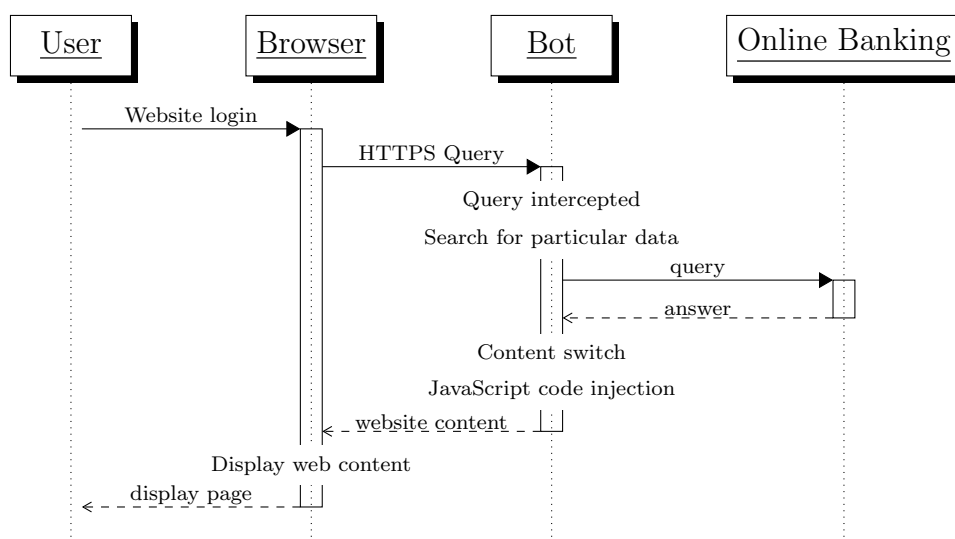 User
Browser
Bot
Online Banking
Website login
HTTPS Query
Query intercepted
Search for particular data
query
answer
Content switch
JavaScript code injection
website content
Display web content
display page